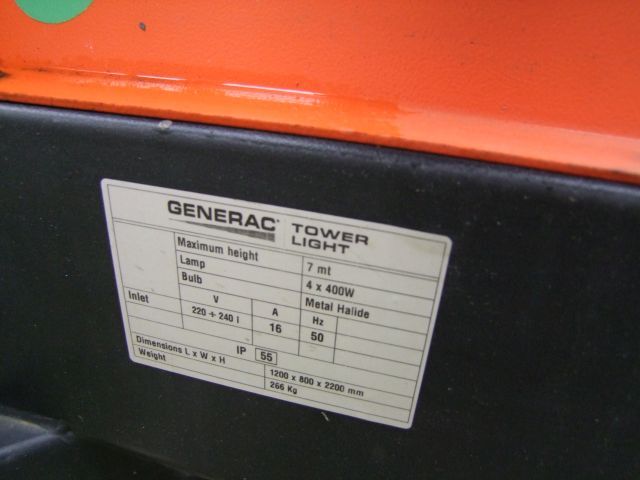 GENERAC TOWER LIGHT
Maximum height 7 mt
Lamp 4 x 400W
Bulb Metal Halide
Inlet V A Hz
220 ÷ 240 I 16 50
IP 55
Dimensions L x W x H 1200 x 800 x 2200 mm
Weight 266 Kg